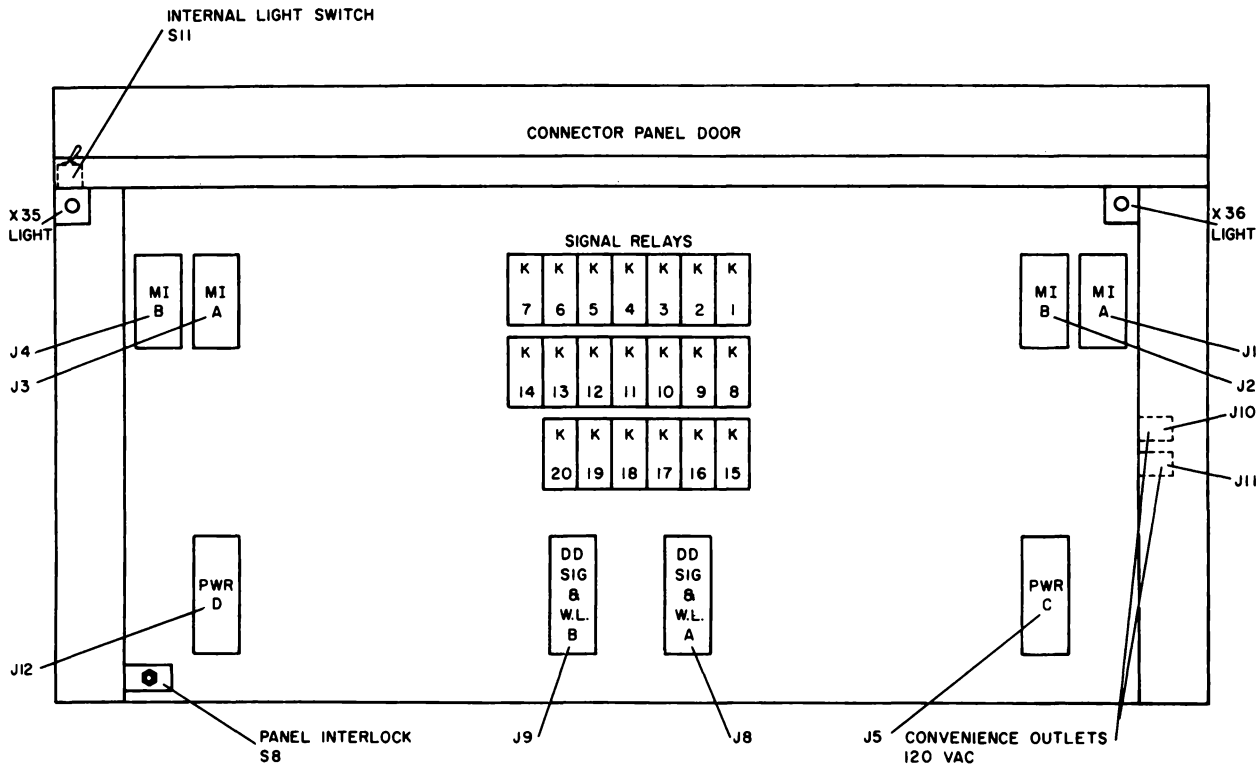 INTERNAL LIGHT SWITCH
S11
CONNECTOR PANEL DOOR
X35
LIGHT
X36
LIGHT
SIGNAL RELAYS
K K K K K K K
7 6 5 4 3 2 1
MI
B
MI
A
MI
B
MI
A
J4
J3
J1
J2
K K K K K K K
14 13 12 11 10 9 8
J10
J11
K K K K K K
20 19 18 17 16 15
PWR
D
DD
SIG
&
W.L.
B
DD
SIG
&
W.L.
A
PWR
C
J12
PANEL INTERLOCK
S8
J9
J8
J5
CONVENIENCE OUTLETS
120 VAC